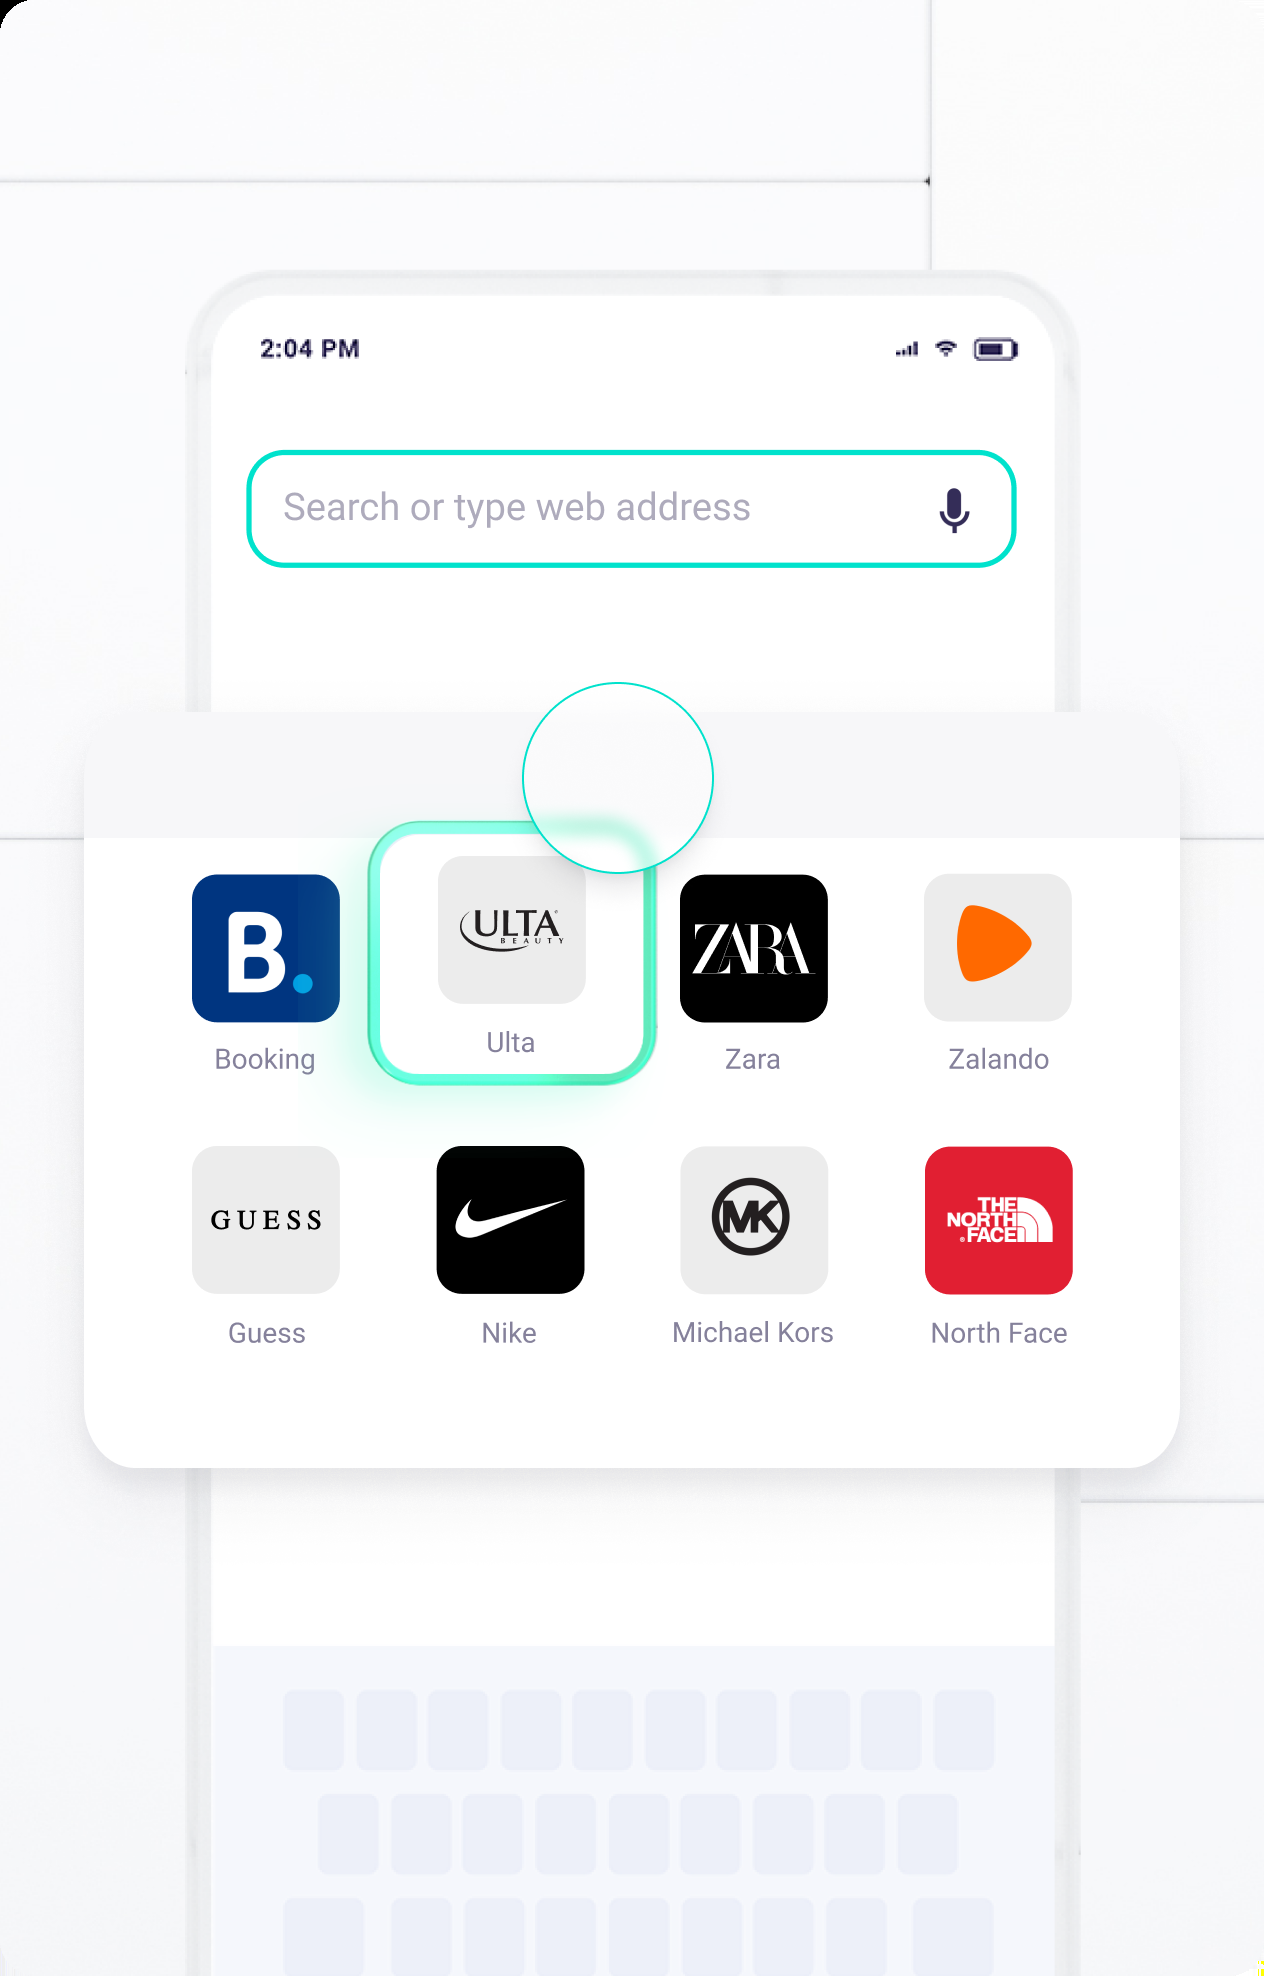 2:04 PM
Search or type web address
B.
ULTA
BEAUTY
ZARA
Booking
Ulta
Zara
Zalando
GUESS
MK
THE
NORTH
FACE
Guess
Nike
Michael Kors
North Face